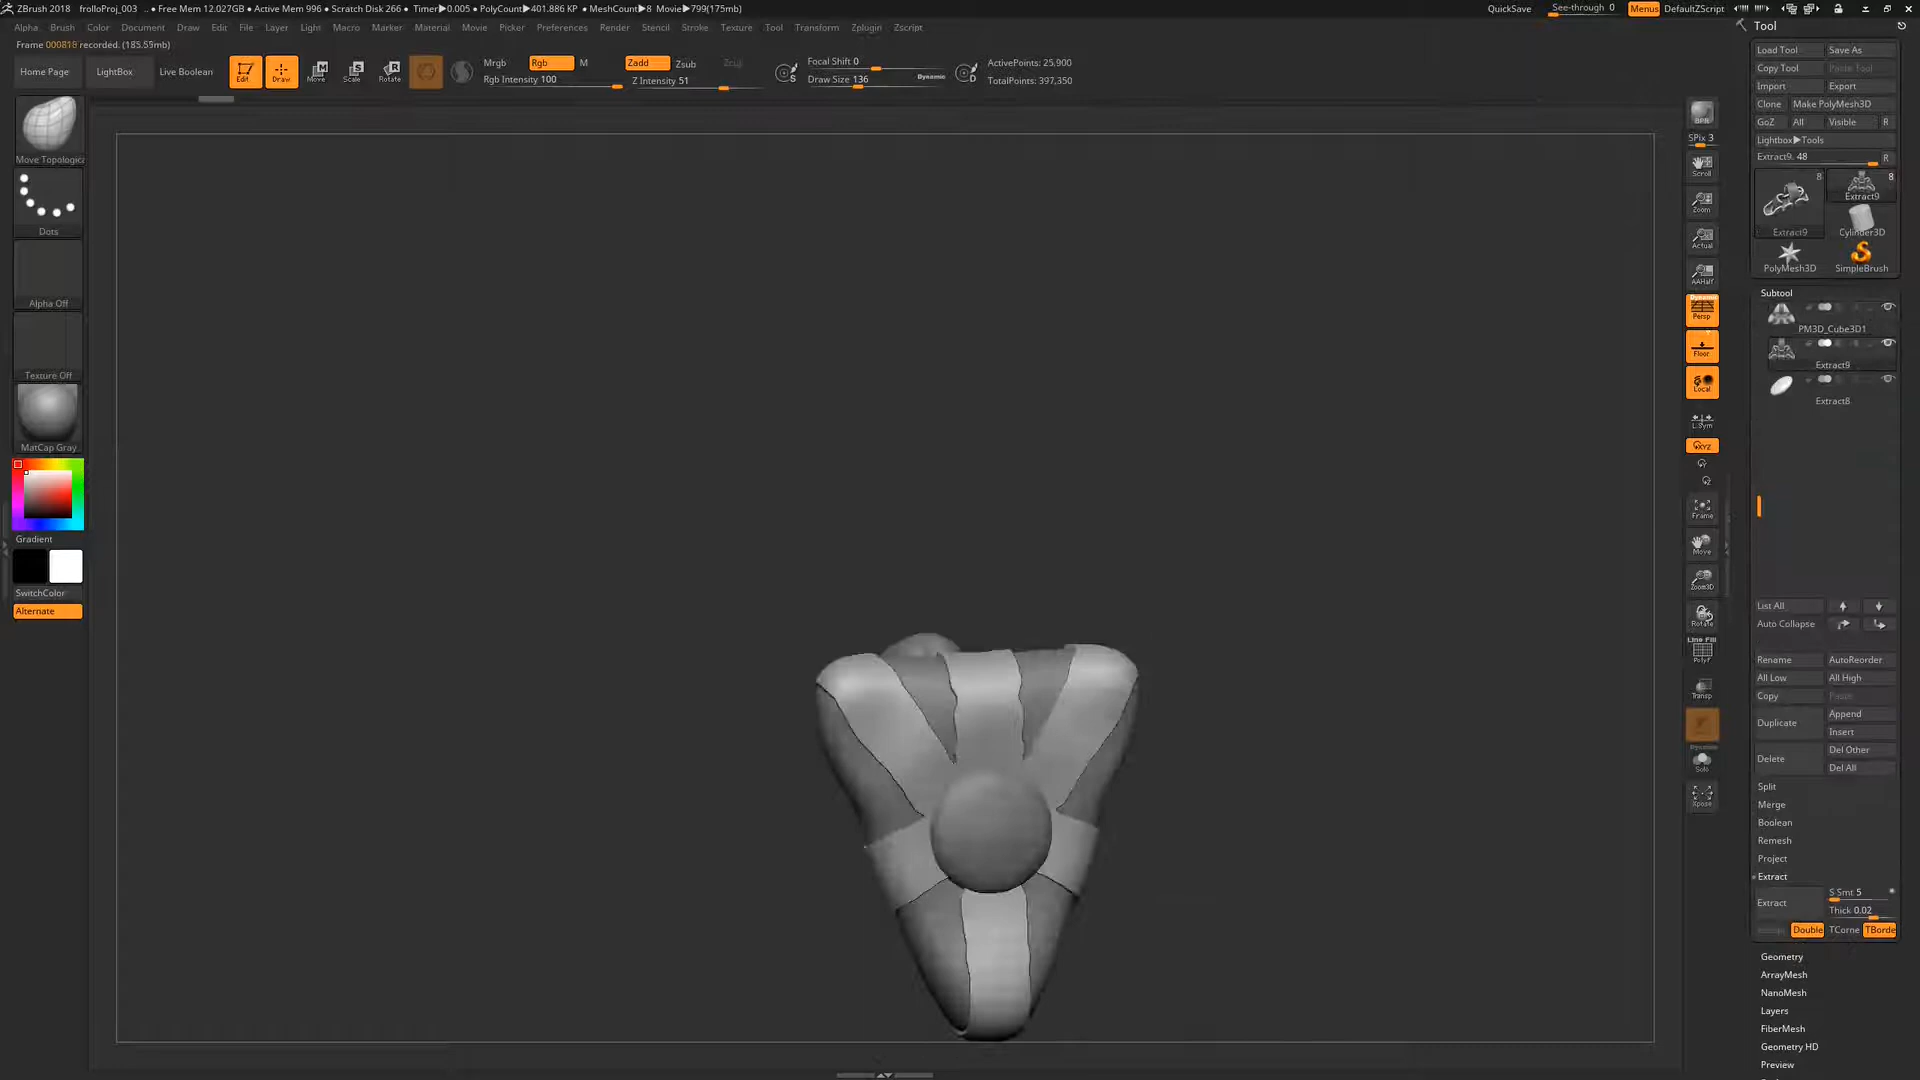 ZBrush 2018 frolloProj_003 .. • Free Mem 12.027GB • Active Mem 996 • Scratch Disk 266 • Timer▶0.005 • PolyCount▶401.886 KP • MeshCount▶8 Movie▶799(175mb)
QuickSave See-through 0 Menus DefaultZScript
Alpha Brush Color Document Draw Edit File Layer Light Macro Marker Material Movie Picker Preferences Render Stencil Stroke Texture Tool Transform Zplugin Zscript
Frame 000818 recorded. (185.55mb)
Home Page LightBox Live Boolean
Edit Draw Move Scale Rotate
Mrgb Rgb M
Rgb Intensity 100
Zadd Zsub Zcut
Z Intensity 51
Focal Shift 0
Draw Size 136 Dynamic
S
D
ActivePoints: 25,900
TotalPoints: 397,350
Move Topologica
Dots
Alpha Off
Texture Off
MatCap Gray
Gradient
SwitchColor
Alternate
BPR
SPix 3
Scroll
Zoom
Actual
AAHalf
Dynamic
Persp
Floor
Local
L.Sym
XYZ
Frame
Move
Zoom3D
Rotate
Line Fill
PolyF
Transp
Dynamic
Solo
Xpose
Tool
Load Tool Save As
Copy Tool Paste Tool
Import Export
Clone Make PolyMesh3D
GoZ All Visible R
Lightbox▶Tools
Extract9. 48 R
8 8
Extract9
Extract9 Cylinder3D
PolyMesh3D SimpleBrush
Subtool
PM3D_Cube3D1
Extract9
Extract8
List All
Auto Collapse
Rename AutoReorder
All Low All High
Copy Paste
Duplicate Append
Insert
Delete Del Other
Del All
Split
Merge
Boolean
Remesh
Project
Extract
Extract S Smt 5
Thick 0.02
Double TCorne TBorde
Geometry
ArrayMesh
NanoMesh
Layers
FiberMesh
Geometry HD
Preview